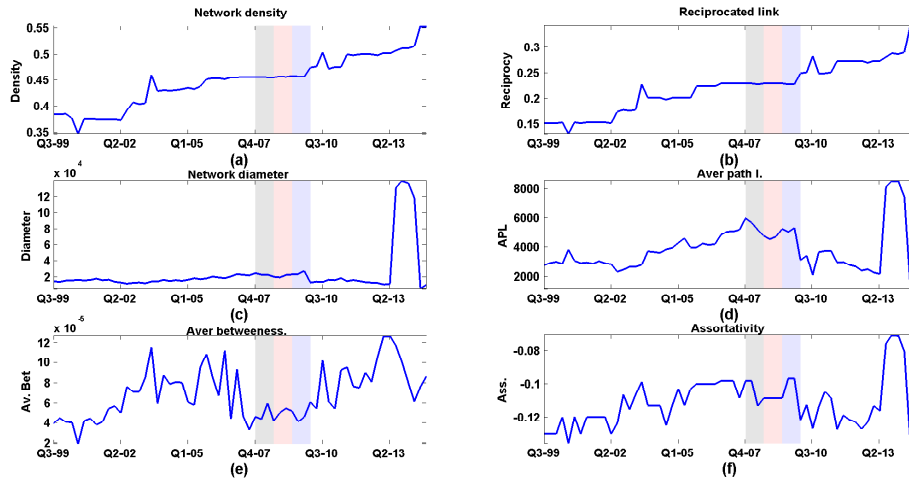 Network density
0.55
0.45
0.35
Density
Q3-99 Q2-02 Q1-05 Q4-07 Q3-10 Q2-13
(a)
Reciprocated link
0.3
0.25
0.2
0.15
Reciprocy
Q3-99 Q2-02 Q1-05 Q4-07 Q3-10 Q2-13
(b)
Network diameter
x 10^4
12
10
8
6
4
2
Diameter
Q3-99 Q2-02 Q1-05 Q4-07 Q3-10 Q2-13
(c)
Aver path l.
8000
6000
4000
2000
APL
Q3-99 Q2-02 Q1-05 Q4-07 Q3-10 Q2-13
(d)
Aver betweeness.
x 10^-6
12
10
8
6
4
2
Av. Bet
Q3-99 Q2-02 Q1-05 Q4-07 Q3-10 Q2-13
(e)
Assortativity
-0.08
-0.1
-0.12
Ass.
Q3-99 Q2-02 Q1-05 Q4-07 Q3-10 Q2-13
(f)